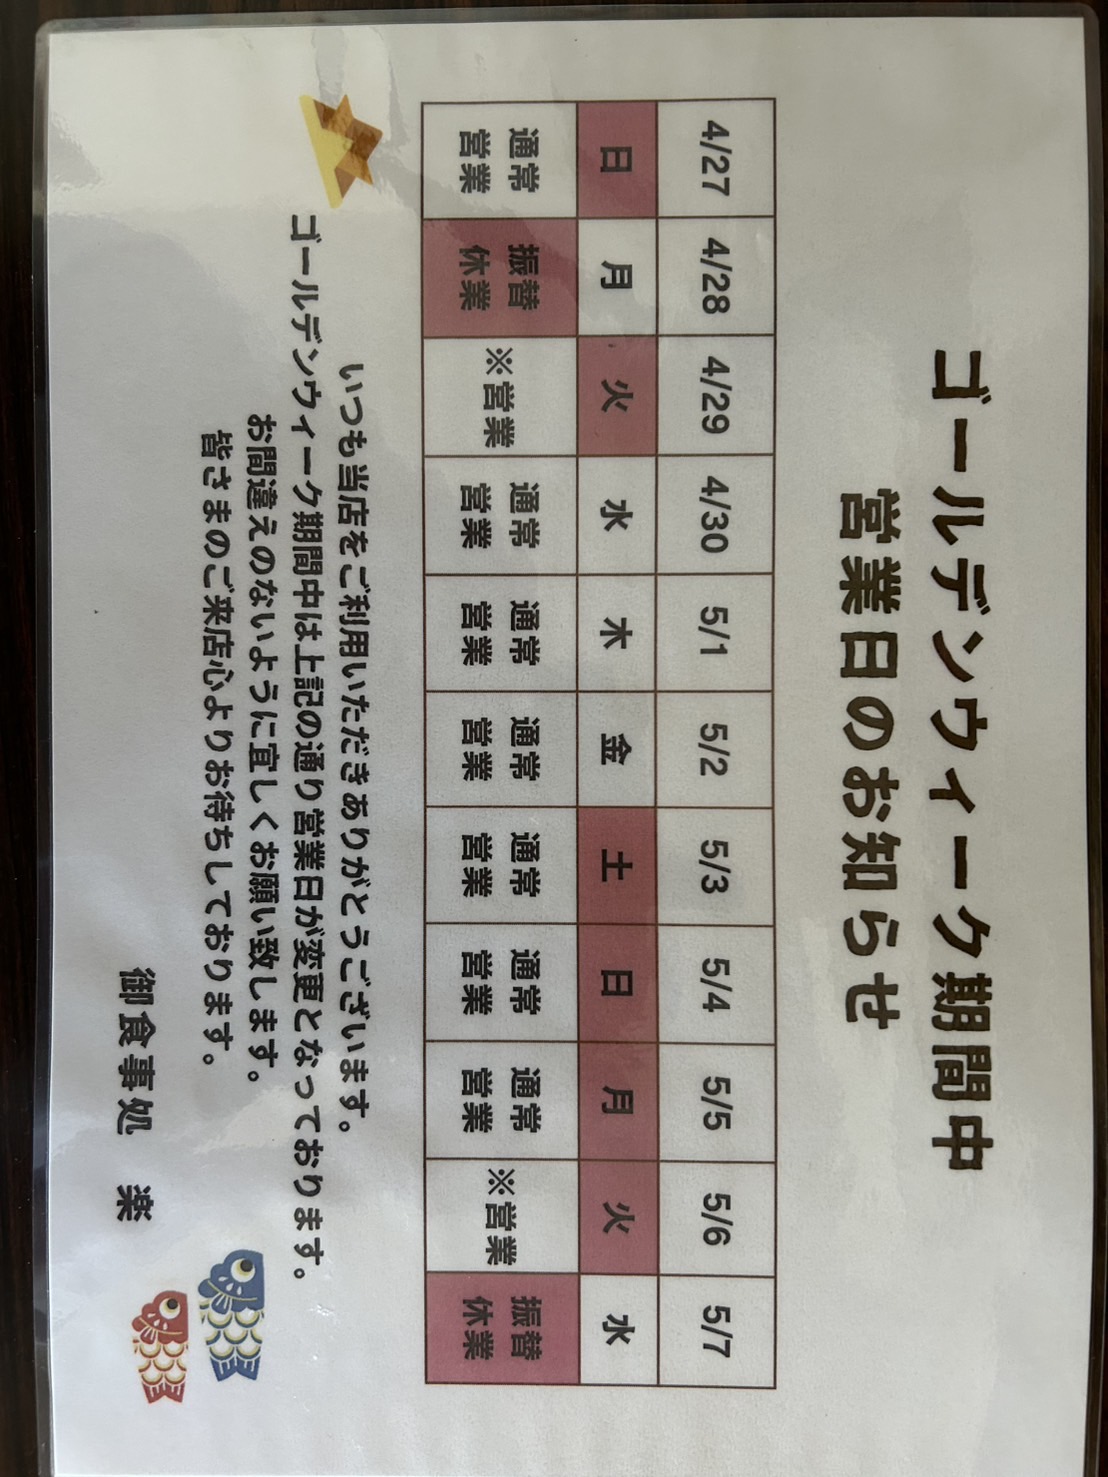 ゴールデンウィーク期間中
営業日のお知らせ
4/27 4/28 4/29 4/30 5/1 5/2 5/3 5/4 5/5 5/6 5/7
日 月 火 水 木 金 土 日 月 火 水
通常 振替 ※営業 通常 通常 通常 通常 通常 通常 ※営業 振替
営業 休業 営業 営業 営業 営業 営業 営業 休業
いつも当店をご利用いただきありがとうございます。
ゴールデンウィーク期間中は上記の通り営業日が変更となっております。
お間違えのないように宜しくお願い致します。
皆さまのご来店心よりお待ちしております。
御食事処 楽